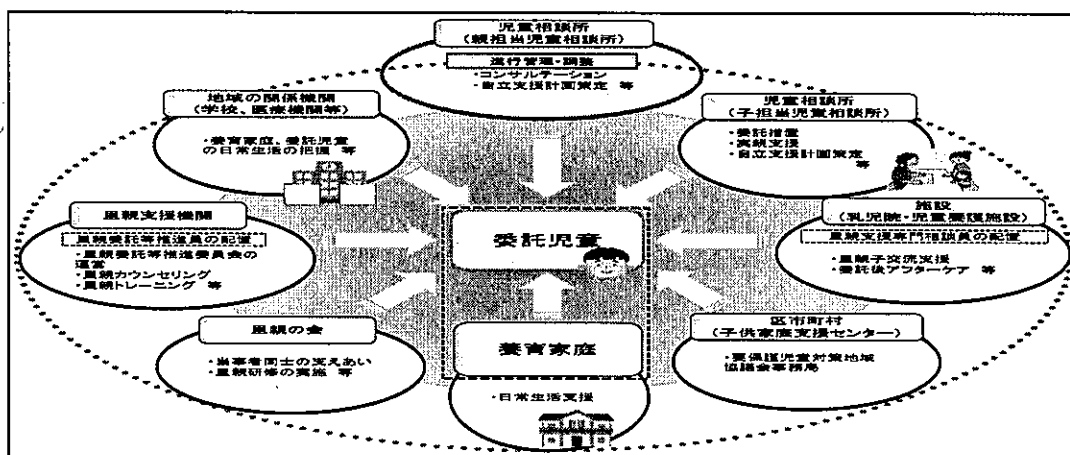 児童相談所
(親担当児童相談所)
進行管理・調整
・コンサルテーション
・自立支援計画策定 等
地域の関係機関
(学校、医療機関等)
・養育家庭、委託児童
の日常生活の把握 等
児童相談所
(子担当児童相談所)
・委託措置
・実親支援
・自立支援計画策定
等
里親支援機関
里親委託等推進員の配置
・里親委託等推進委員会の
運営
・里親カウンセリング
・里親トレーニング 等
委託児童
施設
(乳児院・児童養護施設)
里親支援専門相談員の配置
・里親子交流支援
・委託後アフターケア 等
里親の会
・当事者同士の支えあい
・里親研修の実施 等
養育家庭
・日常生活支援
区市町村
(子供家庭支援センター)
・要保護児童対策地域
協議会事務局